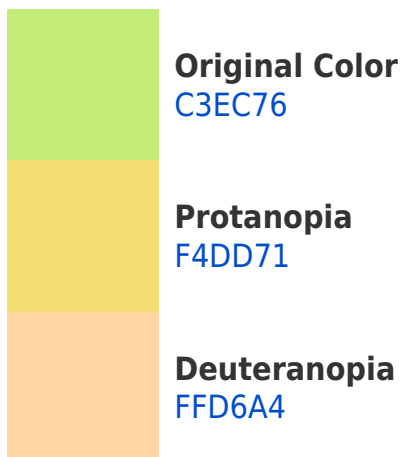 Original Color
C3EC76
Protanopia
F4DD71
Deuteranopia
FFD6A4